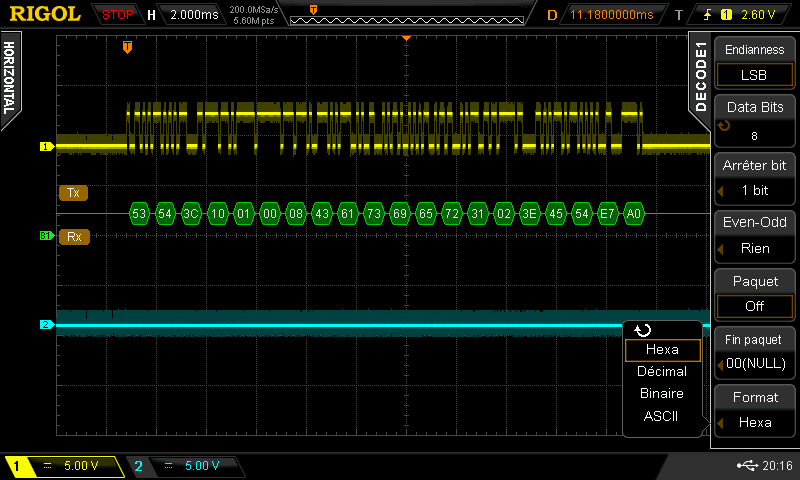 RIGOL STOP H 2.000ms 200.0MSa/s 5.60M pts T D 11.1800000ms T 1 2.60 V
HORIZONTAL
T
DECODE1
Endianness
LSB
Data Bits
8
Arrêter bit
1 bit
Even-Odd
Rien
Paquet
Off
Fin paquet
00(NULL)
Format
Hexa
1
Tx
53 54 3C 10 01 00 08 43 61 73 69 65 72 31 02 3E 45 54 E7 A0
B1
Rx
2
Hexa
Décimal
Binaire
ASCII
1 5.00 V 2 5.00 V 20:16